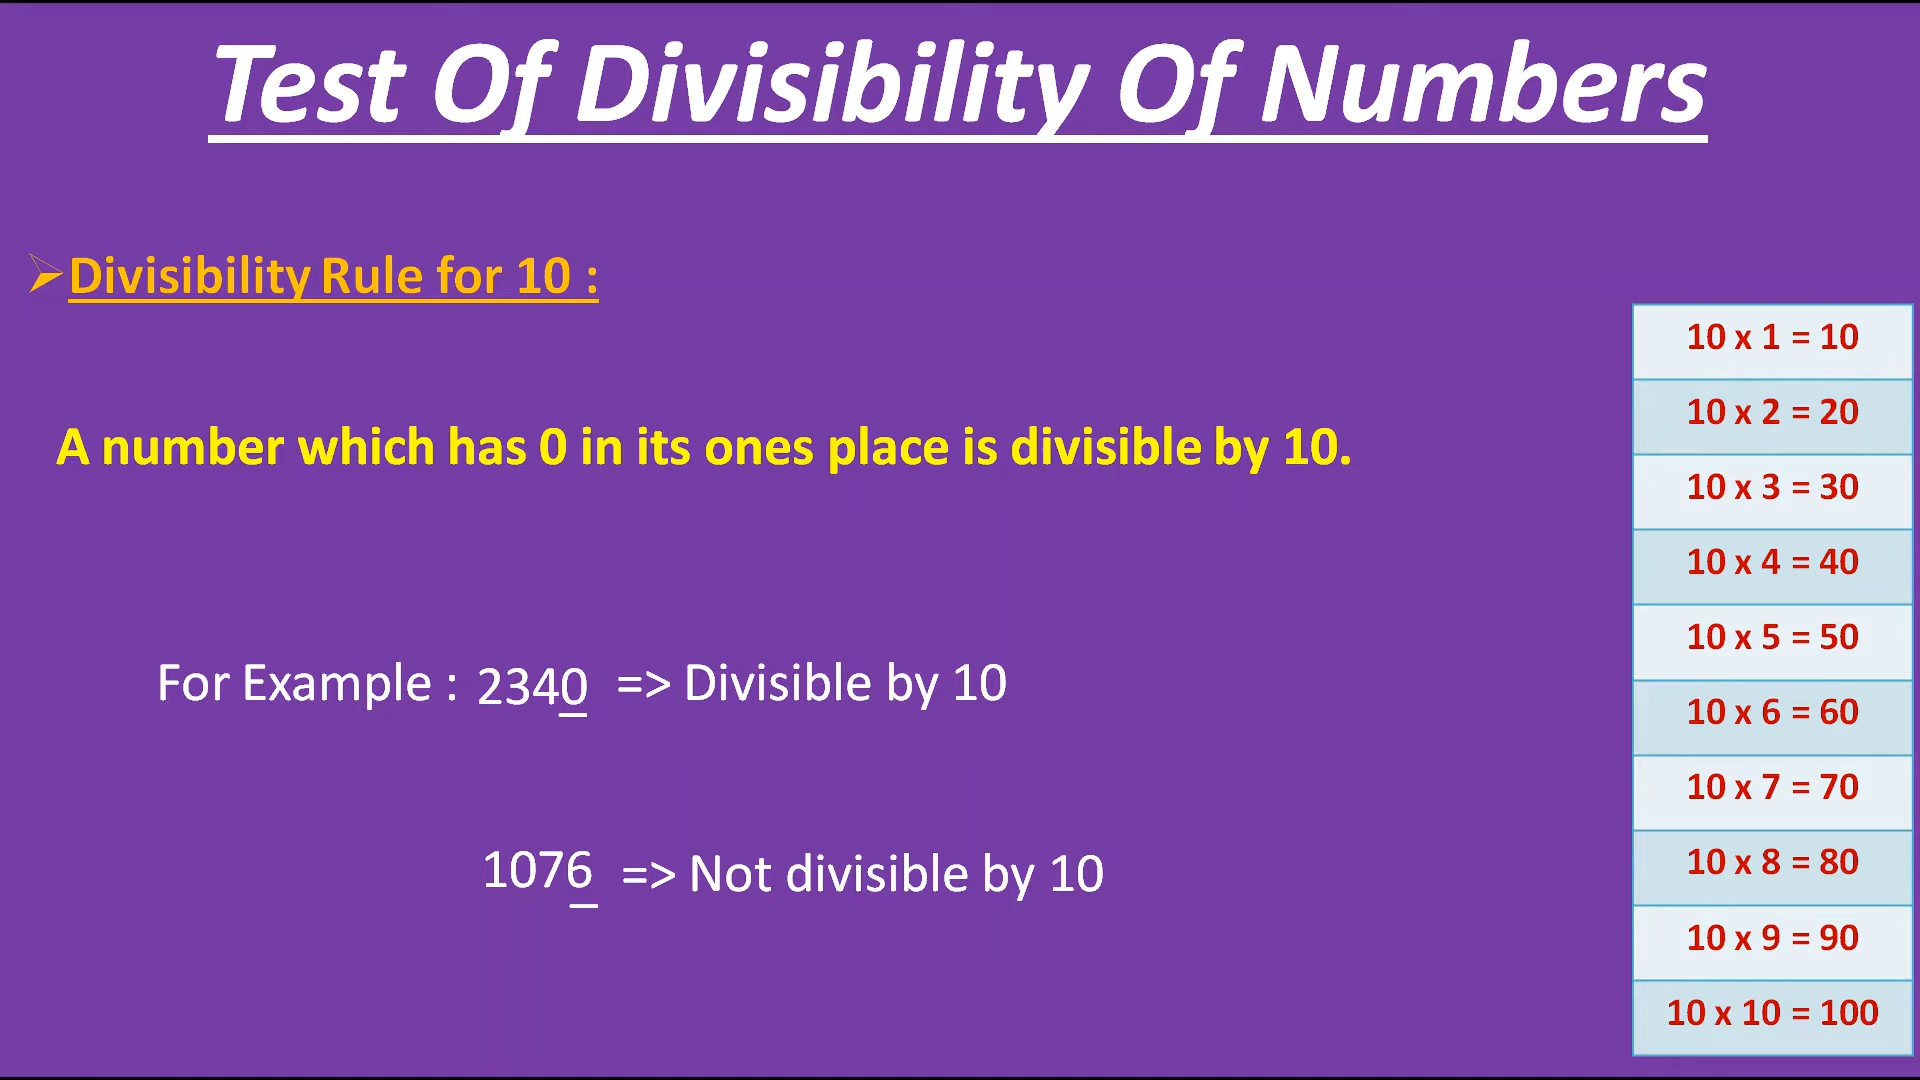 Test Of Divisibility Of Numbers
Divisibility Rule for 10 :
A number which has 0 in its ones place is divisible by 10.
For Example : 2340 => Divisible by 10
1076 => Not divisible by 10
10 x 1 = 10
10 x 2 = 20
10 x 3 = 30
10 x 4 = 40
10 x 5 = 50
10 x 6 = 60
10 x 7 = 70
10 x 8 = 80
10 x 9 = 90
10 x 10 = 100